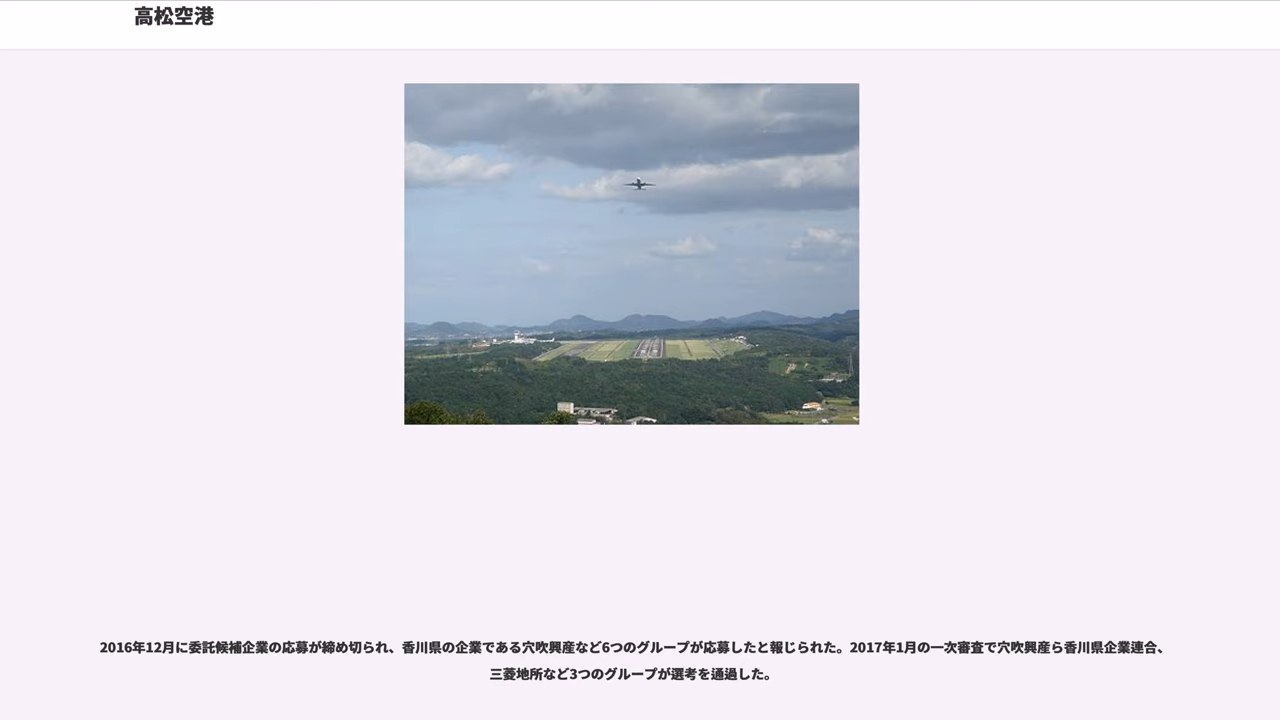 高松空港
2016年12月に委託候補企業の応募が締め切られ、香川県の企業である穴吹興産など6つのグループが応募したと報じられた。2017年1月の一次審査で穴吹興産ら香川県企業連合、
三菱地所など3つのグループが選考を通過した。